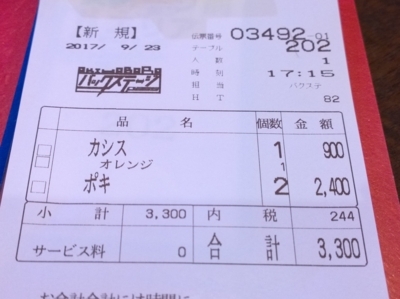 【新 規】 伝票番号 03492-01
2017/ 9/23 テーブル 202
人 数 1
時 刻 17:15
担 当 バクステ
H T 82
AKIHABARA
バックステージ
品 名 個数 金 額
カシス 1 900
オレンジ 1
ポキ 2 2,400
小 計 3,300 内 税 244
サービス料 0 合 計 3,300